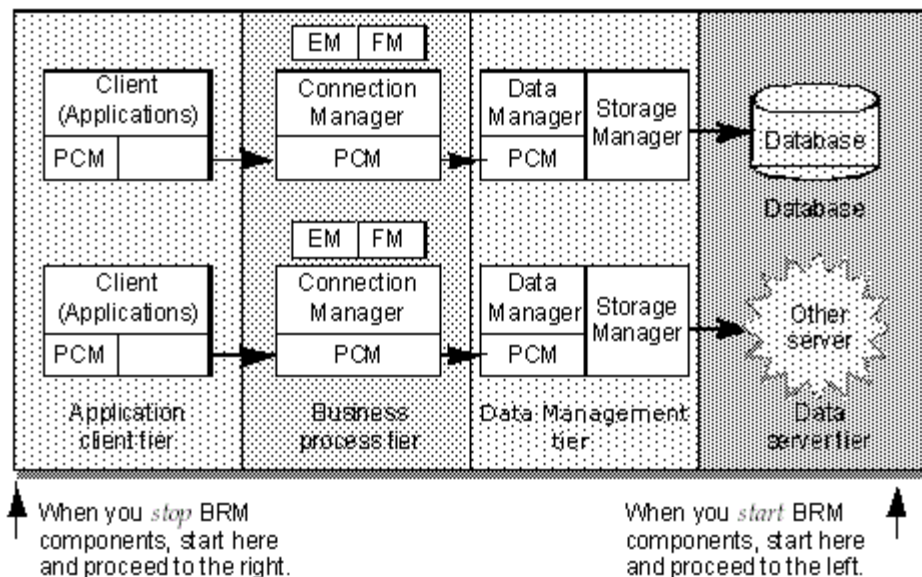 EM FM
Client
(Applications)
PCM
Connection
Manager
PCM
Data
Manager
PCM
Storage
Manager
Database
Database
EM FM
Client
(Applications)
PCM
Connection
Manager
PCM
Data
Manager
PCM
Storage
Manager
Other
server
Application
client tier
Business
process tier
Data Management
tier
Data
server tier
When you stop BRM
components, start here
and proceed to the right.
When you start BRM
components, start here
and proceed to the left.